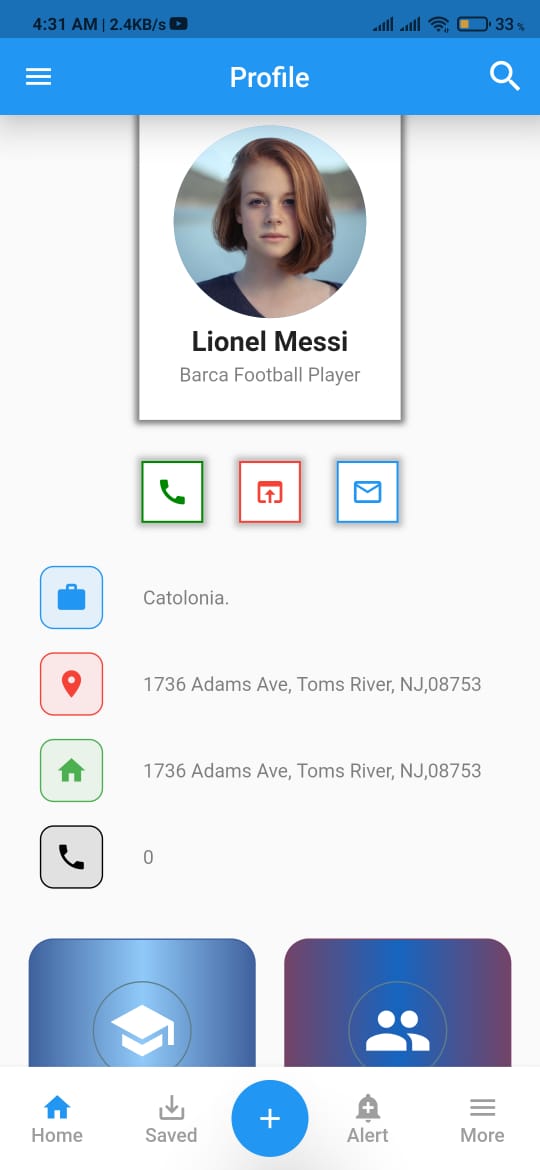 4:31 AM | 2.4KB/s
33 %
Profile
Lionel Messi
Barca Football Player
Catolonia.
1736 Adams Ave, Toms River, NJ,08753
1736 Adams Ave, Toms River, NJ,08753
0
Home
Saved
Alert
More